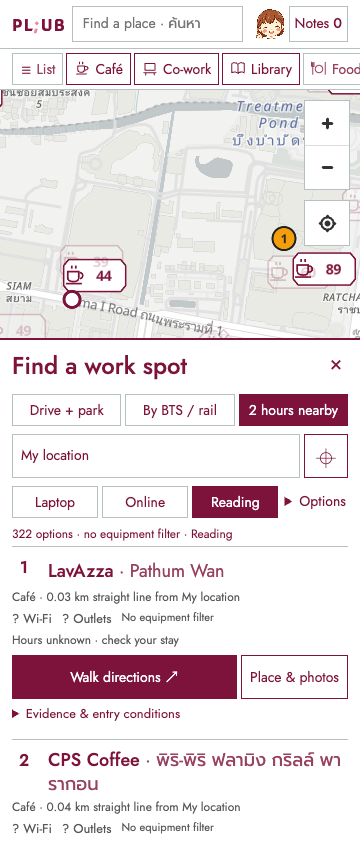 PL;UB
Find a place · ค้นหา
Notes 0
≡ List
Café
Co-work
Library
Food
5
Treatme
Pond
บึงบำบัด
+
−
1
39
44
89
SIAM
สยาม
ma I Road ถนนพระรามที่ 1
RATCHA
ราช
49
Find a work spot
×
Drive + park
By BTS / rail
2 hours nearby
My location
Laptop
Online
Reading
▶ Options
322 options · no equipment filter · Reading
1
LavAzza · Pathum Wan
Café · 0.03 km straight line from My location
? Wi-Fi ? Outlets No equipment filter
Hours unknown · check your stay
Walk directions ↗
Place & photos
▶ Evidence & entry conditions
2
CPS Coffee · พิริ-พิริ ฟลามิง กริลล์ พา
รากอน
Café · 0.04 km straight line from My location
? Wi-Fi ? Outlets No equipment filter